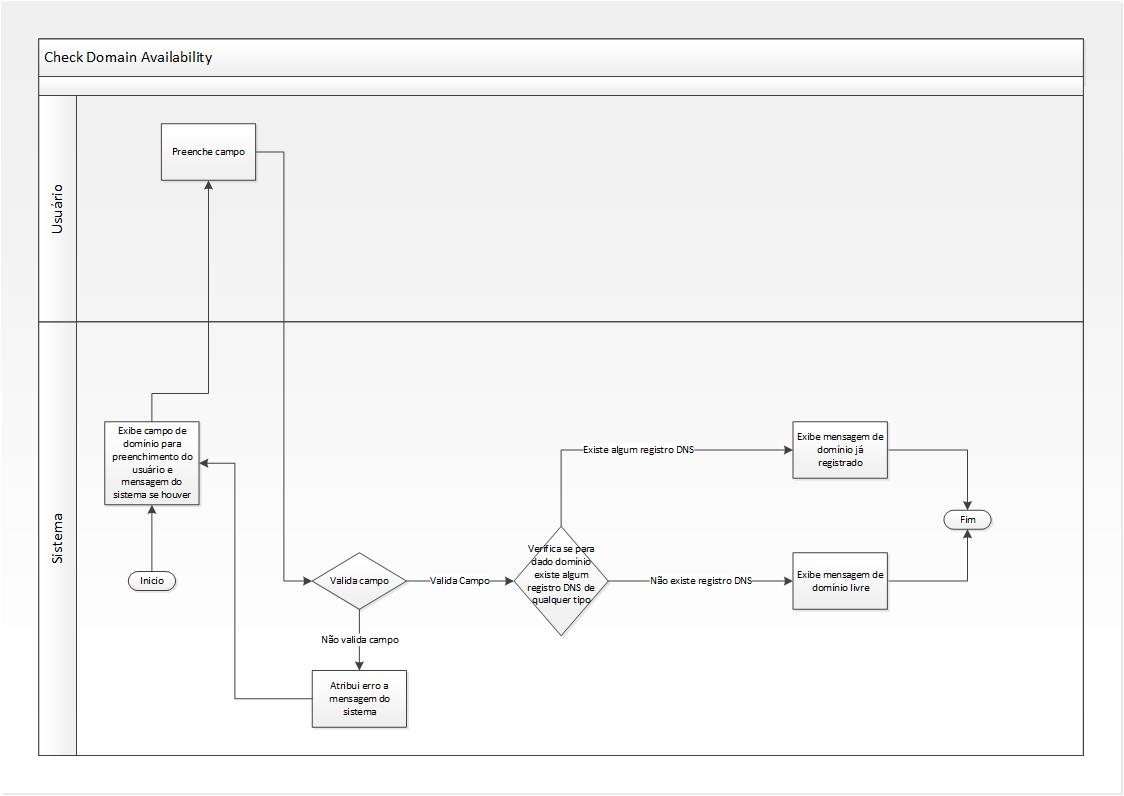 Check Domain Availability
Usuário
Preenche campo
Sistema
Exibe campo de
domínio para
preenchimento do
usuário e
mensagem do
sistema se houver
Inicio
Valida campo
Valida Campo
Não valida campo
Atribui erro a
mensagem do
sistema
Verifica se para
dado domínio
existe algum
registro DNS de
qualquer tipo
Existe algum registro DNS
Não existe registro DNS
Exibe mensagem de
domínio já
registrado
Exibe mensagem de
domínio livre
Fim